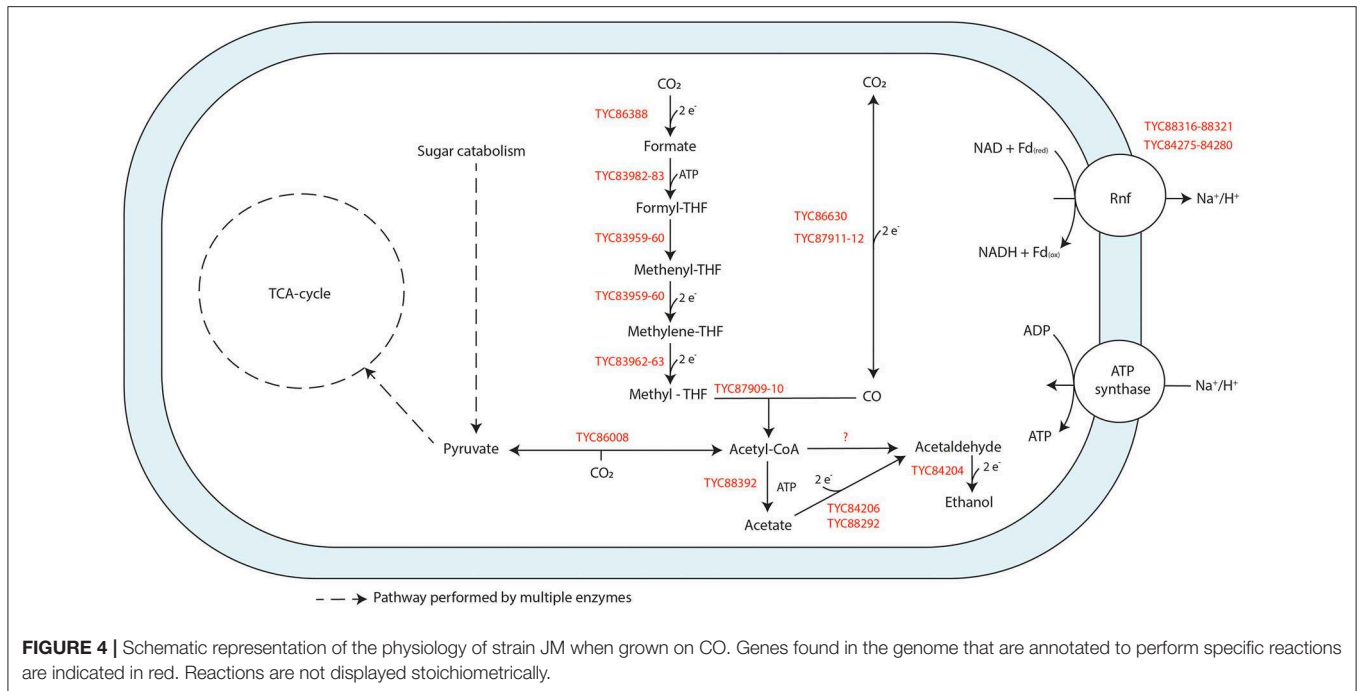 CO₂
CO₂
TYC86388
2 e⁻
Formate
Sugar catabolism
TYC83982-83
ATP
Formyl-THF
TYC83959-60
Methenyl-THF
TYC83959-60
2 e⁻
Methylene-THF
TYC83962-63
2 e⁻
Methyl - THF
TYC87909-10
CO
TYC86630
TYC87911-12
2 e⁻
TCA-cycle
Pyruvate
TYC86008
CO₂
Acetyl-CoA
?
Acetaldehyde
TYC88392
ATP
2 e⁻
TYC84204
2 e⁻
Acetate
TYC84206
TYC88292
Ethanol
TYC88316-88321
TYC84275-84280
NAD + Fd(red)
Rnf
Na⁺/H⁺
NADH + Fd(ox)
ADP
ATP
synthase
Na⁺/H⁺
ATP
Pathway performed by multiple enzymes
FIGURE 4 | Schematic representation of the physiology of strain JM when grown on CO. Genes found in the genome that are annotated to perform specific reactions
are indicated in red. Reactions are not displayed stoichiometrically.